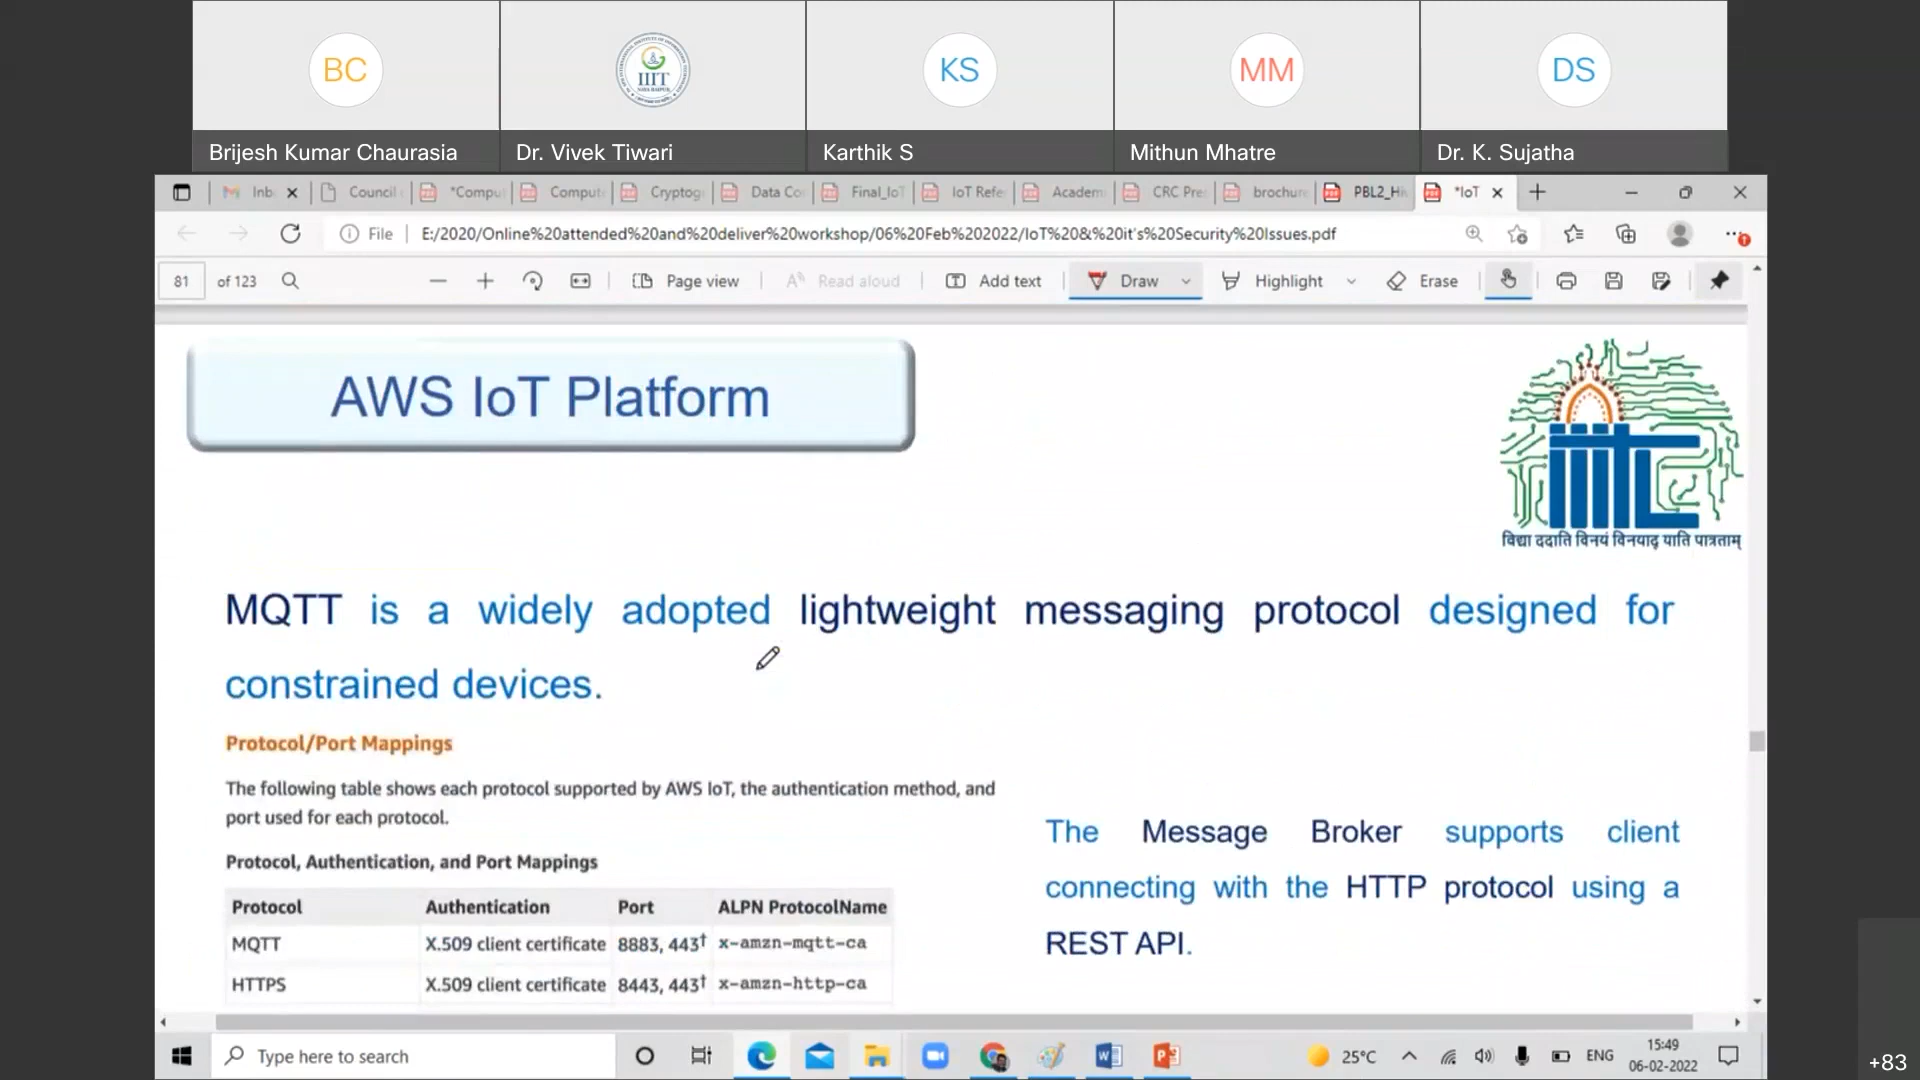 BC
IIIT
KS
MM
DS
Brijesh Kumar Chaurasia
Dr. Vivek Tiwari
Karthik S
Mithun Mhatre
Dr. K. Sujatha
Inb
Council
*Compu
Comput
Cryptog
Data Co
Final_IoT
IoT Refe
Academ
CRC Pre
brochure
PBL2_Hi
*IoT
File
E:/2020/Online%20attended%20and%20deliver%20workshop/06%20Feb%202022/IoT%20&%20it's%20Security%20Issues.pdf
81
of 123
Page view
Read aloud
Add text
Draw
Highlight
Erase
AWS IoT Platform
विद्या ददाति विनयं विनयाद् याति पात्रताम्
MQTT is a widely adopted lightweight messaging protocol designed for
constrained devices.
Protocol/Port Mappings
The following table shows each protocol supported by AWS IoT, the authentication method, and
port used for each protocol.
Protocol, Authentication, and Port Mappings
Protocol Authentication Port ALPN ProtocolName
MQTT X.509 client certificate 8883, 443† x-amzn-mqtt-ca
HTTPS X.509 client certificate 8443, 443† x-amzn-http-ca
The Message Broker supports client
connecting with the HTTP protocol using a
REST API.
Type here to search
25°C
ENG
15:49
06-02-2022
+83